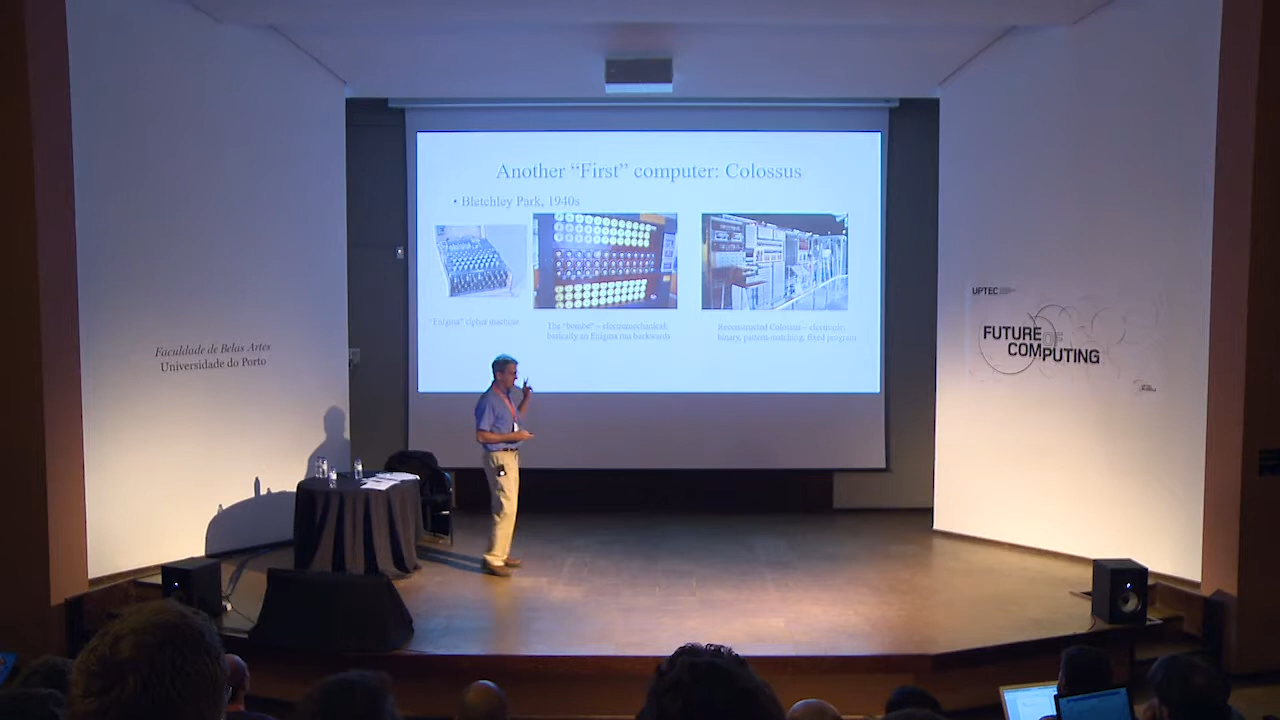 Another “First” computer: Colossus
• Bletchley Park, 1940s
"Enigma" cipher machine
The "bombe" – electromechanical;
basically an Enigma run backwards
Reconstructed Colossus – electronic,
binary, pattern-matching, fixed program
Faculdade de Belas Artes
Universidade do Porto
UPTEC
FUTURE
OF
COMPUTING